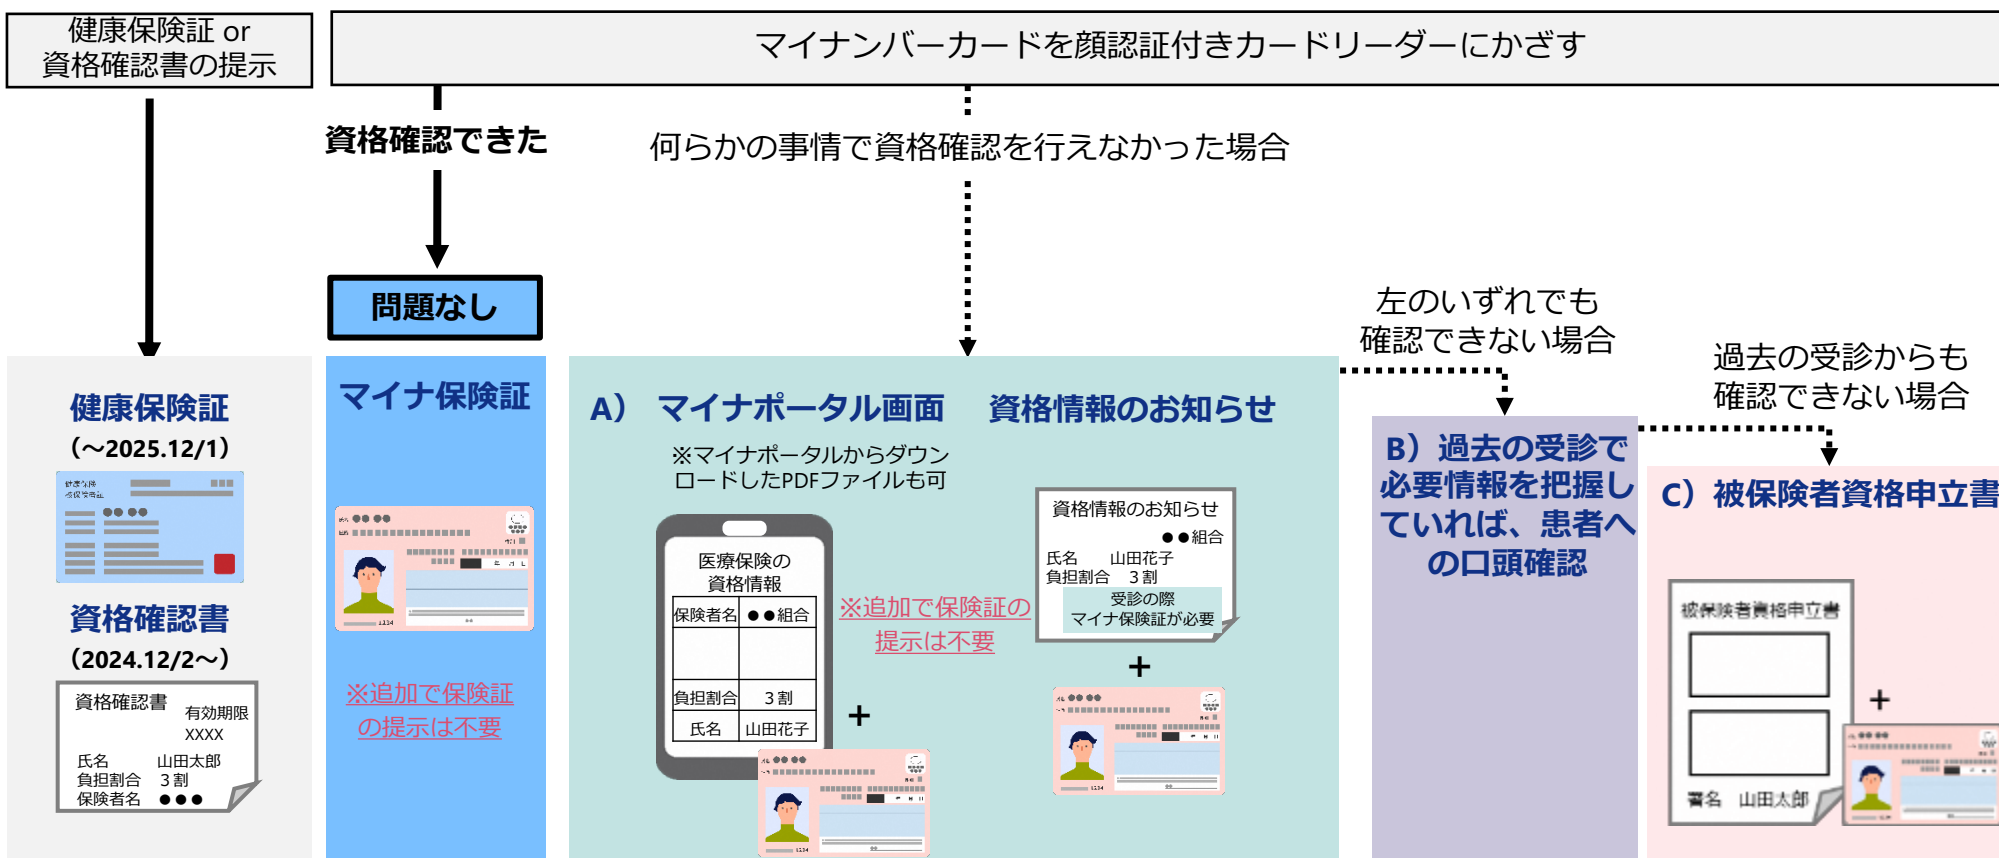 健康保険証 or
資格確認書の提示
マイナンバーカードを顔認証付きカードリーダーにかざす
資格確認できた
何らかの事情で資格確認を行えなかった場合
問題なし
左のいずれでも
確認できない場合
過去の受診からも
確認できない場合
健康保険証
（～2025.12/1）
健康保険
被保険者証
資格確認書
（2024.12/2～）
資格確認書
有効期限
XXXX
氏名 山田太郎
負担割合 3割
保険者名 ●●●
マイナ保険証
1234
※追加で保険証
の提示は不要
A） マイナポータル画面
※マイナポータルからダウン
ロードしたPDFファイルも可
医療保険の
資格情報
保険者名 ●●組合
負担割合 3割
氏名 山田花子
+
1234
※追加で保険証の
提示は不要
資格情報のお知らせ
資格情報のお知らせ
●●組合
氏名 山田花子
負担割合 3割
受診の際
マイナ保険証が必要
+
1234
B）過去の受診で
必要情報を把握し
ていれば、患者へ
の口頭確認
C）被保険者資格申立書
被保険者資格申立書
署名 山田太郎
+